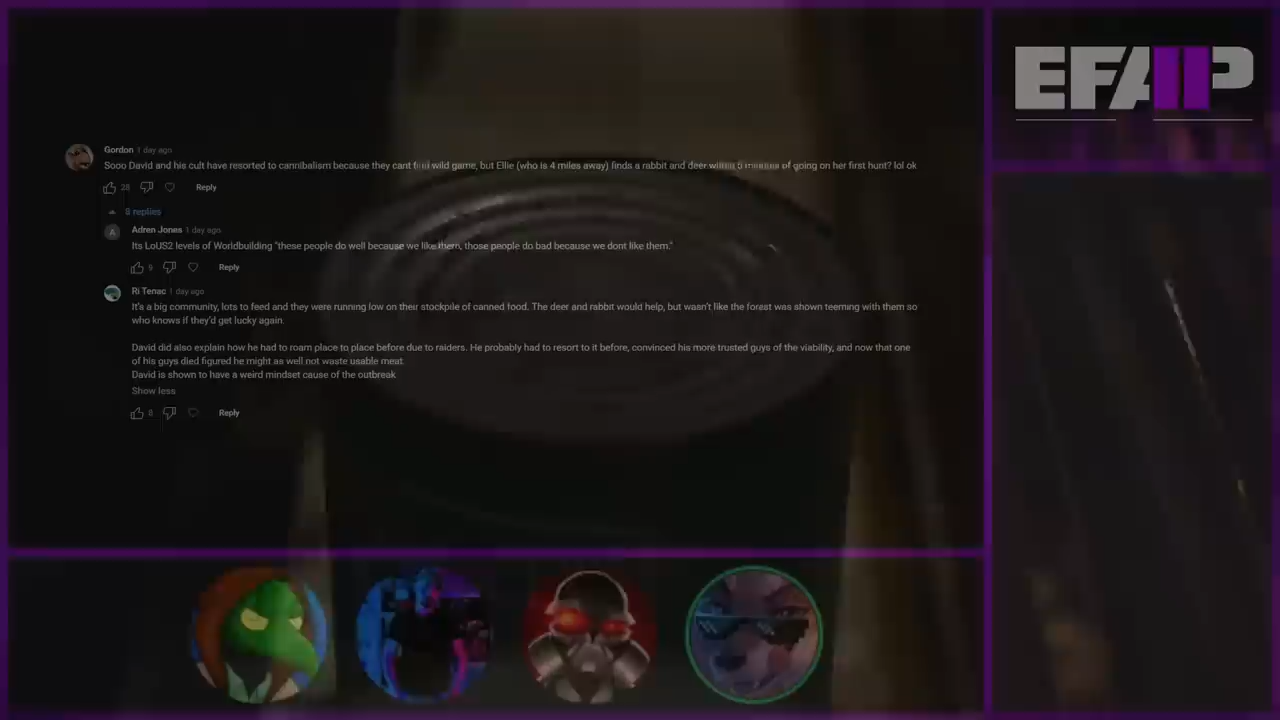 EFAP
Gordon 1 day ago
Sooo David and his cult have resorted to cannibalism because they cant find wild game, but Ellie (who is 4 miles away) finds a rabbit and deer within 5 minutes of going on her first hunt? lol ok
28 Reply
8 replies
A Adren Jones 1 day ago
Its LoUS2 levels of Worldbuilding "these people do well because we like them, those people do bad because we dont like them."
9 Reply
Ri Tenac 1 day ago
It's a big community, lots to feed and they were running low on their stockpile of canned food. The deer and rabbit would help, but wasn't like the forest was shown teeming with them so
who knows if they'd get lucky again.
David did also explain how he had to roam place to place before due to raiders. He probably had to resort to it before, convinced his more trusted guys of the viability, and now that one
of his guys died figured he might as well not waste usable meat.
David is shown to have a weird mindset cause of the outbreak
Show less
8 Reply